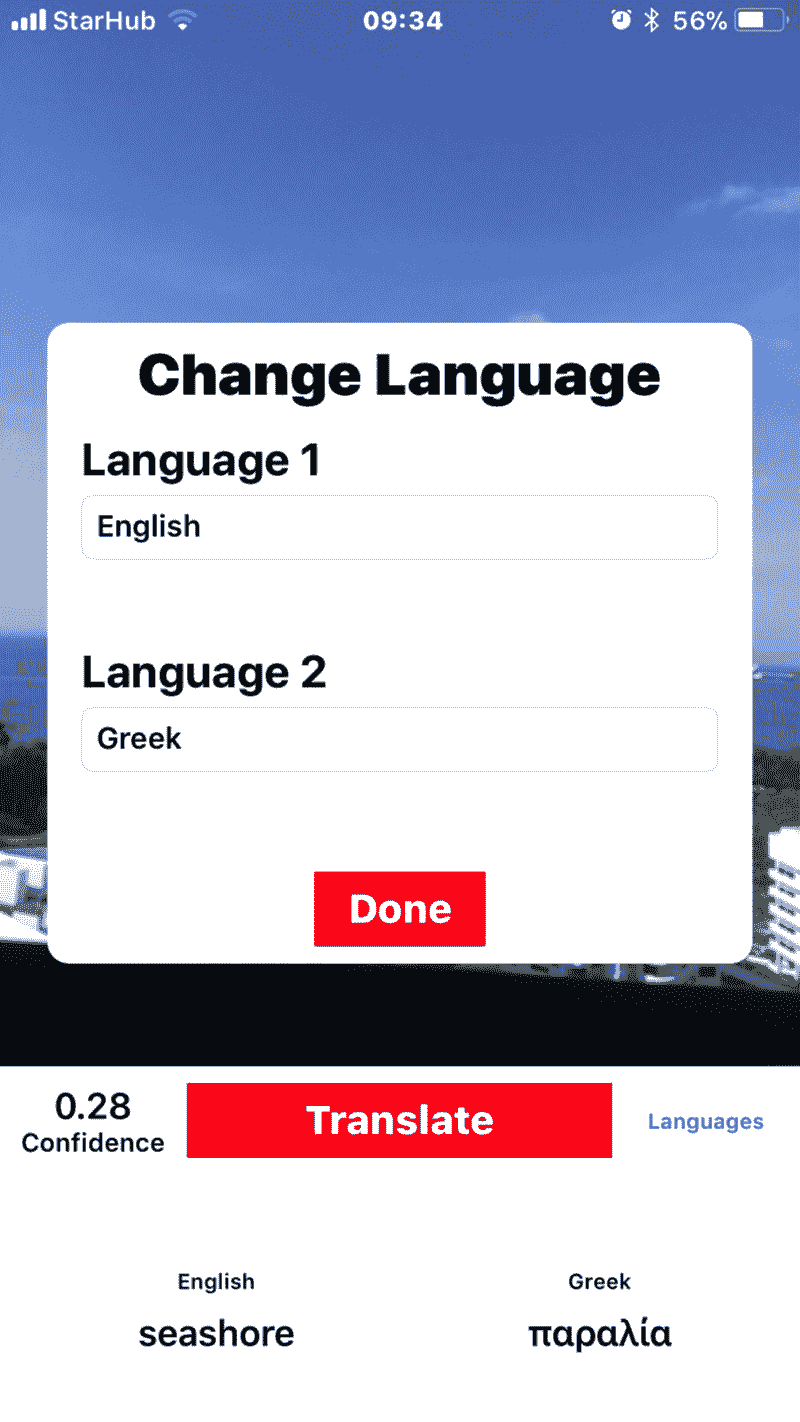 StarHub 09:34 56%
Change Language
Language 1
English
Language 2
Greek
Done
0.28
Confidence
Translate
Languages
English
seashore
Greek
παραλία